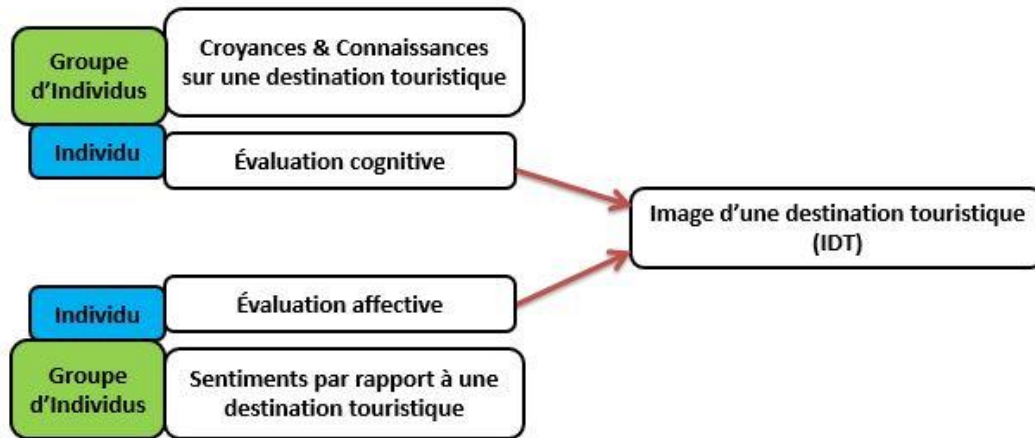 Groupe
d'Individus
Croyances & Connaissances
sur une destination touristique
Individu
Évaluation cognitive
Image d'une destination touristique
(IDT)
Individu
Évaluation affective
Groupe
d'Individus
Sentiments par rapport à une
destination touristique